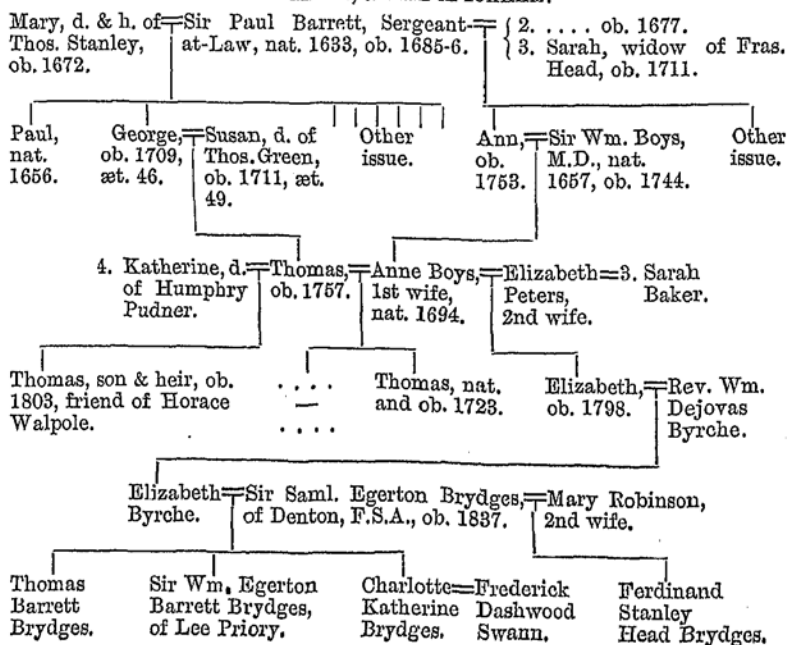 Mary, d. & h. of Sir Paul Barrett, Sergeant- { 2. . . . . ob. 1677.
Thos. Stanley, at-Law, nat. 1633, ob. 1685-6. { 3. Sarah, widow of Fras.
ob. 1672. Head, ob. 1711.
Paul, George, Susan, d. of Other Ann, Sir Wm. Boys, Other
nat. ob. 1709, Thos. Green, issue. ob. M.D., nat. issue.
1656. æt. 46. ob. 1711, æt. 1753. 1657, ob. 1744.
49.
4. Katherine, d. Thomas, Anne Boys, Elizabeth=3. Sarah
of Humphry ob. 1757. 1st wife, Peters, Baker.
Pudner. nat. 1694. 2nd wife.
Thomas, son & heir, ob. . . . . Thomas, nat. Elizabeth, Rev. Wm.
1803, friend of Horace — and ob. 1723. ob. 1798. Dejovas
Walpole. . . . . Byrche.
Elizabeth Sir Saml. Egerton Brydges, Mary Robinson,
Byrche. of Denton, F.S.A., ob. 1837. 2nd wife.
Thomas Sir Wm. Egerton Charlotte=Frederick Ferdinand
Barrett Barrett Brydges, Katherine Dashwood Stanley
Brydges. of Lee Priory. Brydges. Swann. Head Brydges.